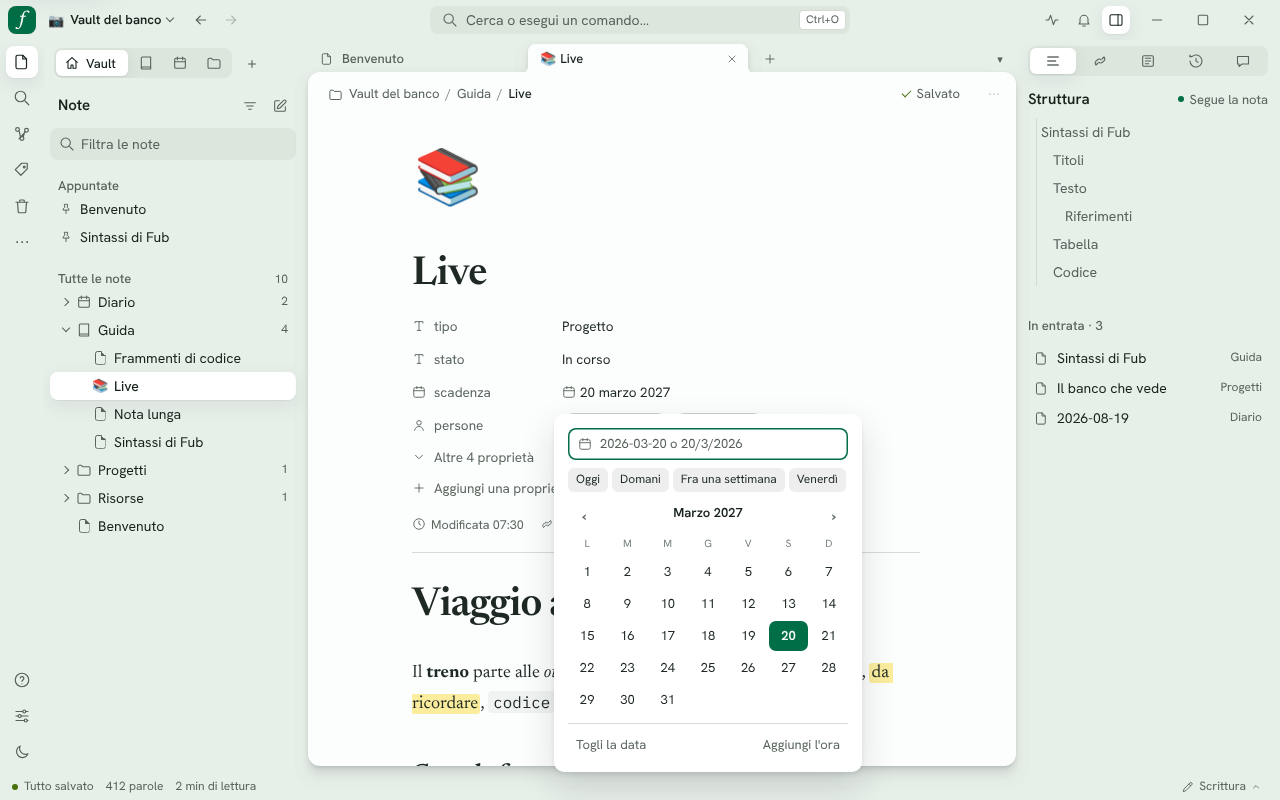 Vault del banco
Cerca o esegui un comando…
Ctrl+O
Vault
Benvenuto
Live
Note
Filtra le note
Appuntate
Benvenuto
Sintassi di Fub
Tutte le note 10
Diario 2
Guida 4
Frammenti di codice
Live
Nota lunga
Sintassi di Fub
Progetti 1
Risorse 1
Benvenuto
Vault del banco / Guida / Live
Salvato
Live
tipo Progetto
stato In corso
scadenza 20 marzo 2027
persone
Altre 4 proprietà
Aggiungi una proprie
Modificata 07:30
Viaggio
Il treno parte alle
, da
ricordare, codice
2026-03-20 o 20/3/2026
Oggi Domani Fra una settimana Venerdì
‹ Marzo 2027 ›
L M M G V S D
1 2 3 4 5 6 7
8 9 10 11 12 13 14
15 16 17 18 19 20 21
22 23 24 25 26 27 28
29 30 31
Togli la data Aggiungi l'ora
Struttura Segue la nota
Sintassi di Fub
Titoli
Testo
Riferimenti
Tabella
Codice
In entrata · 3
Sintassi di Fub Guida
Il banco che vede Progetti
2026-08-19 Diario
Tutto salvato 412 parole 2 min di lettura
Scrittura